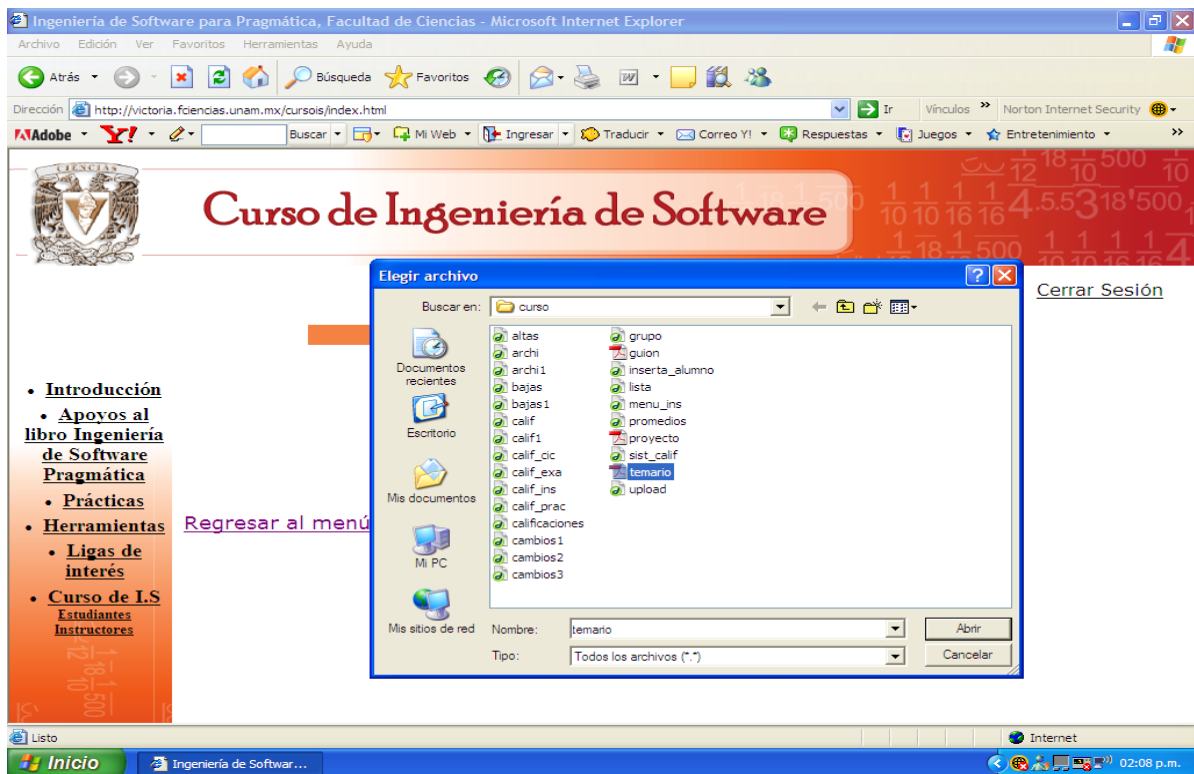 Ingeniería de Software para Pragmática, Facultad de Ciencias - Microsoft Internet Explorer
Archivo Edición Ver Favoritos Herramientas Ayuda
Atrás Búsqueda Favoritos
Dirección http://victoria.fciencias.unam.mx/cursois/index.html Ir Vínculos » Norton Internet Security
Adobe Y! Buscar Mi Web Ingresar Traducir Correo Y! Respuestas Juegos Entretenimiento »
CIENCIAS
Curso de Ingeniería de Software
Cerrar Sesión
• Introducción
• Apoyos al
libro Ingeniería
de Software
Pragmática
• Prácticas
• Herramientas
• Ligas de
interés
• Curso de I.S
Estudiantes
Instructores
Regresar al menú
Elegir archivo
Buscar en: curso
Documentos
recientes
Escritorio
Mis documentos
Mi PC
Mis sitios de red
altas
archi
archi1
bajas
bajas1
calif
calif1
calif_cic
calif_exa
calif_ins
calif_prac
calificaciones
cambios1
cambios2
cambios3
grupo
guion
inserta_alumno
lista
menu_ins
promedios
proyecto
sist_calif
temario
upload
Nombre: temario Abrir
Tipo: Todos los archivos (*.*) Cancelar
Listo Internet
Inicio Ingeniería de Softwar... 02:08 p.m.